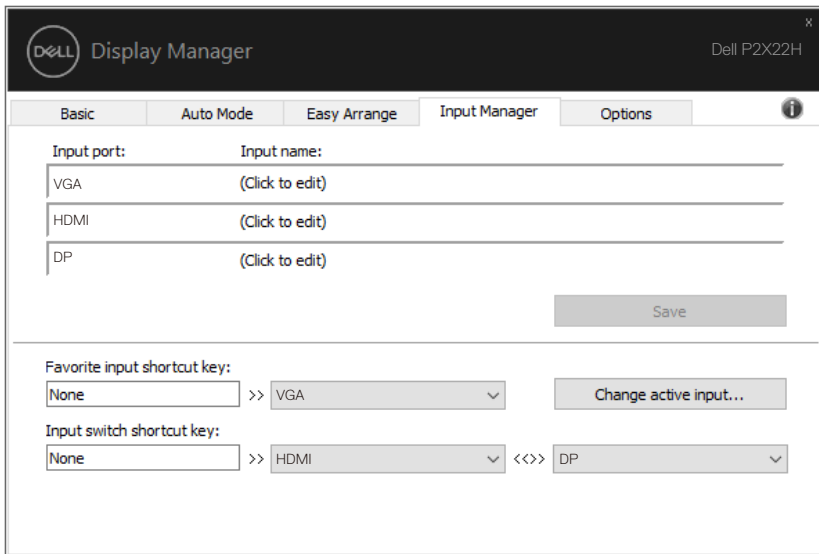 x
DELL Display Manager
Dell P2X22H
Basic Auto Mode Easy Arrange Input Manager Options i
Input port: Input name:
VGA (Click to edit)
HDMI (Click to edit)
DP (Click to edit)
Save
Favorite input shortcut key:
None >> VGA Change active input...
Input switch shortcut key:
None >> HDMI <<>> DP